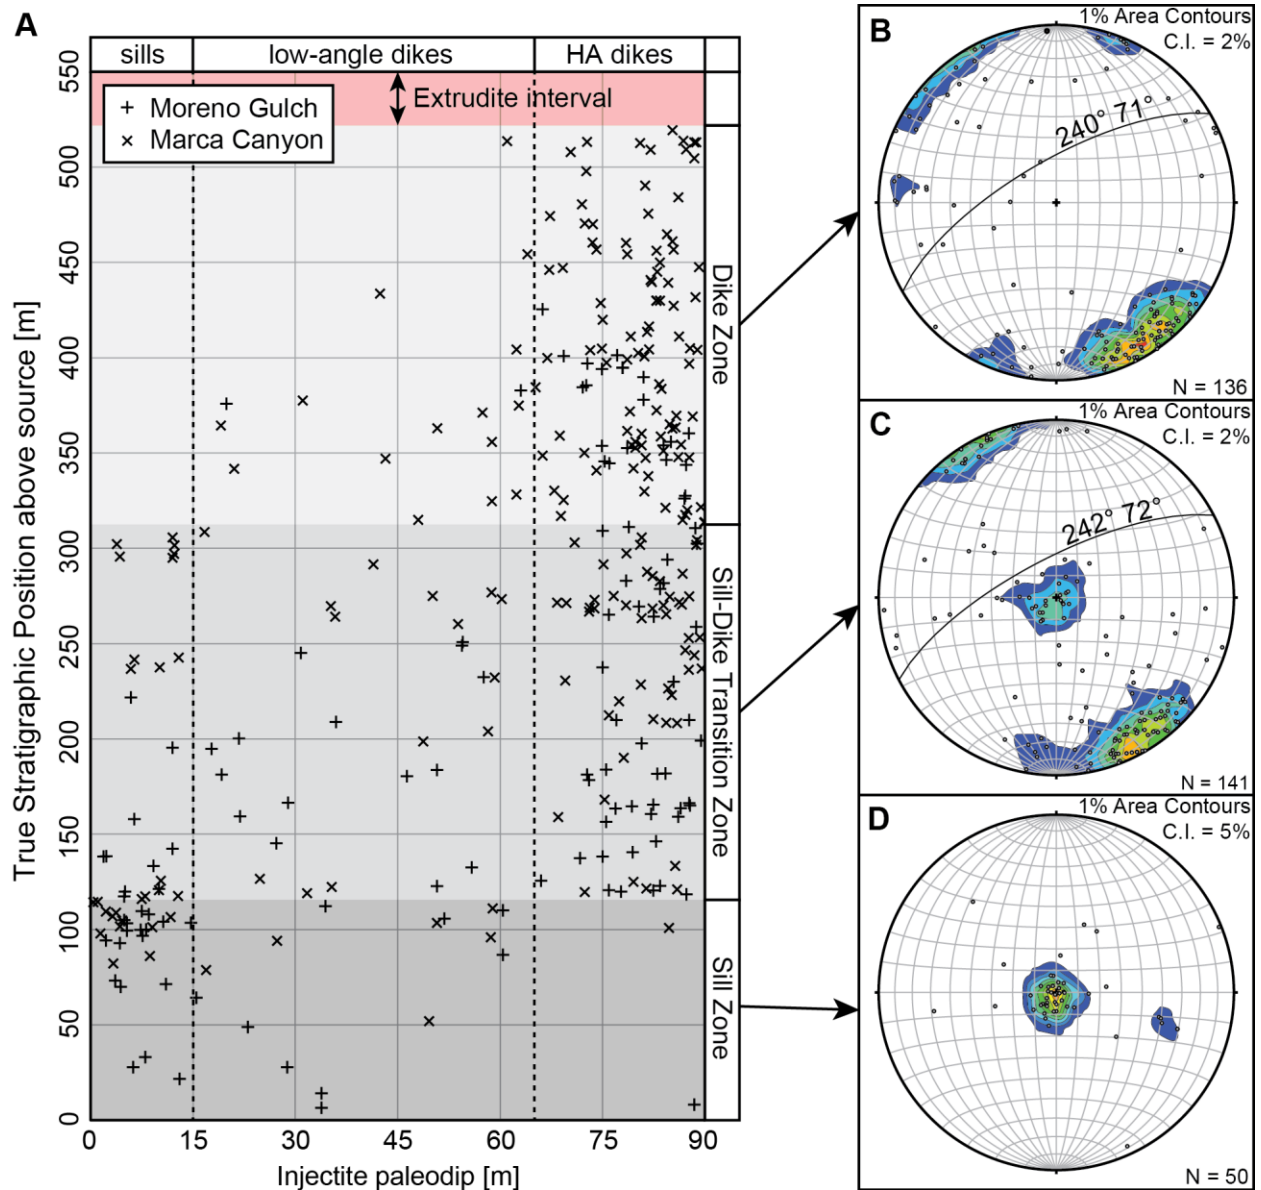 A
sills
low-angle dikes
HA dikes
Extrudite interval
+ Moreno Gulch
× Marca Canyon
True Stratigraphic Position above source [m]
550
500
450
400
350
300
250
200
150
100
50
0
0 15 30 45 60 75 90
Injectite paleodip [m]
Dike Zone
Sill-Dike Transition Zone
Sill Zone
B
1% Area Contours
C.I. = 2%
240° 71°
N = 136
C
1% Area Contours
C.I. = 2%
242° 72°
N = 141
D
1% Area Contours
C.I. = 5%
N = 50